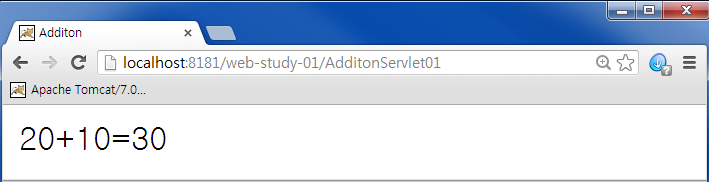 Additon
localhost:8181/web-study-01/AdditonServlet01
Apache Tomcat/7.0...
20+10=30